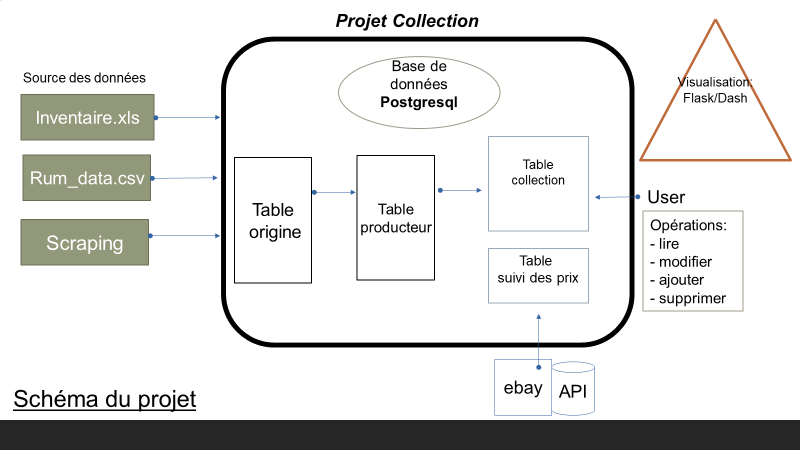 Projet Collection
Source des données
Inventaire.xls
Rum_data.csv
Scraping
Base de
données
Postgresql
Table
origine
Table
producteur
Table
collection
Table
suivi des prix
Visualisation:
Flask/Dash
User
Opérations:
- lire
- modifier
- ajouter
- supprimer
ebay
API
Schéma du projet